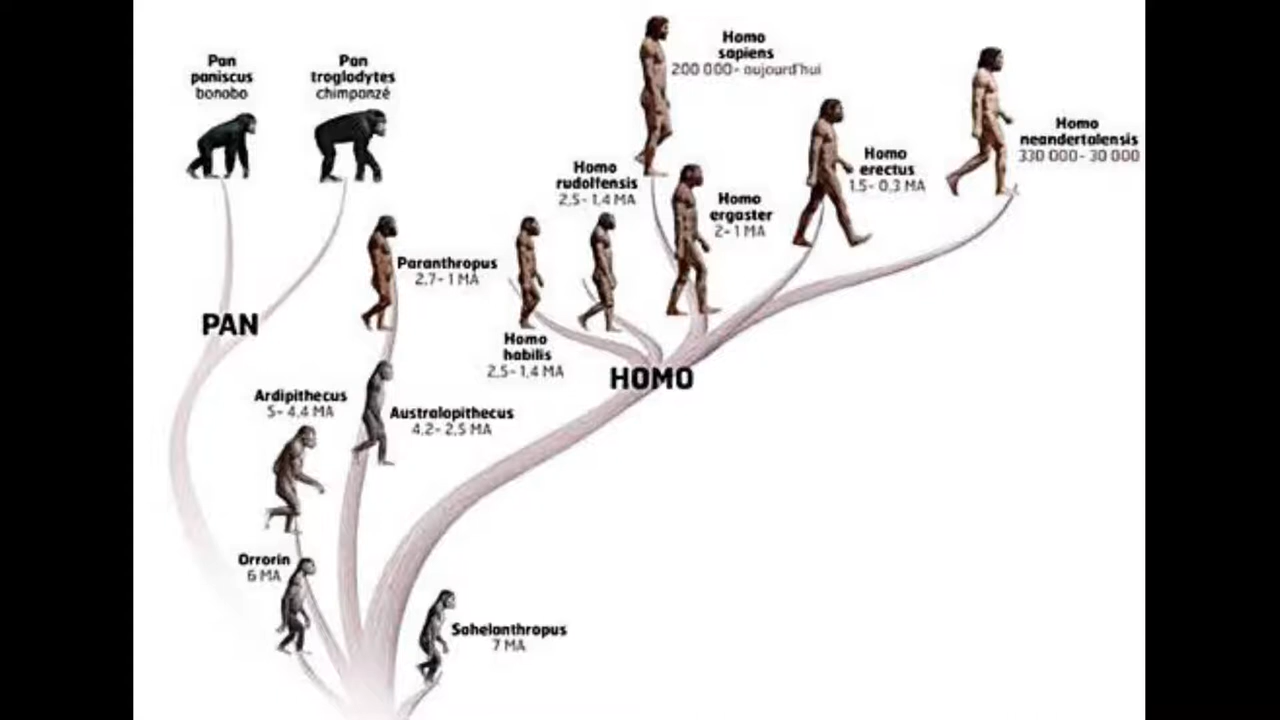 Pan
paniscus
bonobo
Pan
troglodytes
chimpanzé
Homo
sapiens
200 000- aujourd'hui
Homo
neandertalensis
330 000- 30 000
Homo
erectus
1.5- 0,3 MA
Homo
rudolfensis
2,5- 1,4 MA
Homo
ergaster
2- 1 MA
Paranthropus
2,7- 1 MA
PAN
Homo
habilis
2,5- 1,4 MA
HOMO
Ardipithecus
5- 4,4 MA
Australopithecus
4,2- 2,5 MA
Orrorin
6 MA
Sahelanthropus
7 MA